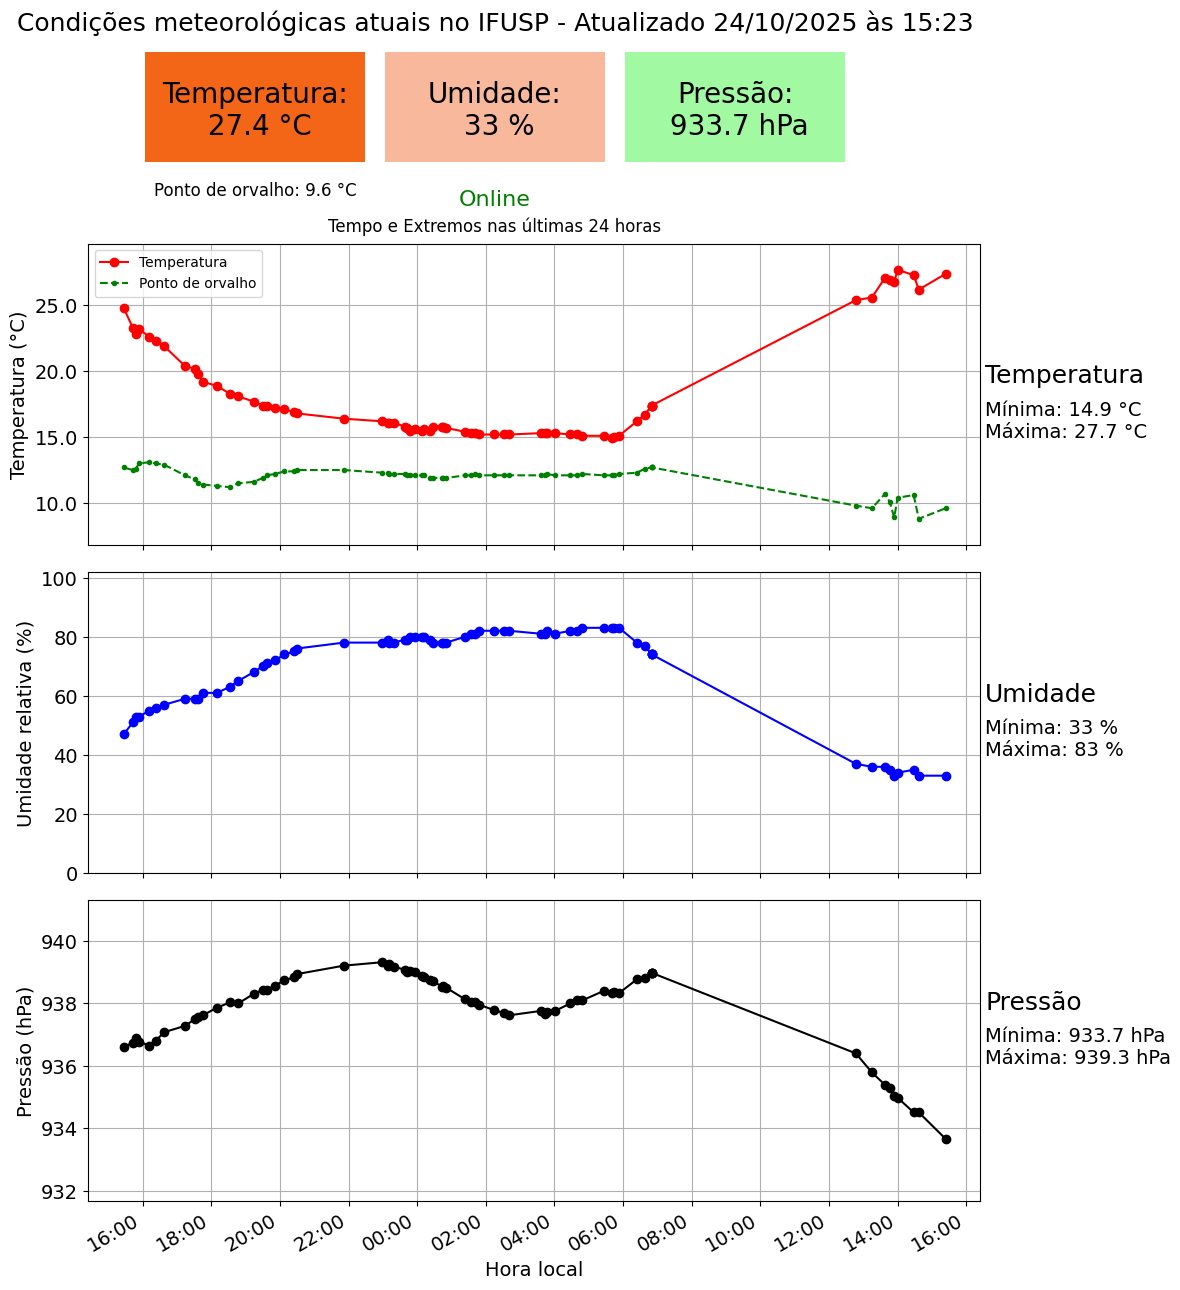 Condições meteorológicas atuais no IFUSP - Atualizado 24/10/2025 às 15:23
Temperatura:
27.4 °C
Umidade:
33 %
Pressão:
933.7 hPa
Ponto de orvalho: 9.6 °C
Online
Tempo e Extremos nas últimas 24 horas
Temperatura
Ponto de orvalho
Temperatura (°C)
25.0
20.0
15.0
10.0
Temperatura
Mínima: 14.9 °C
Máxima: 27.7 °C
Umidade relativa (%)
100
80
60
40
20
0
Umidade
Mínima: 33 %
Máxima: 83 %
Pressão (hPa)
940
938
936
934
932
Pressão
Mínima: 933.7 hPa
Máxima: 939.3 hPa
16:00 18:00 20:00 22:00 00:00 02:00 04:00 06:00 08:00 10:00 12:00 14:00 16:00
Hora local